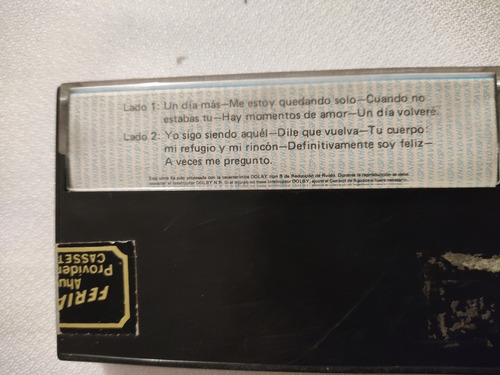 Lado 1: Un día más—Me estoy quedando solo—Cuando no
estabas tu—Hay momentos de amor—Un día volveré.
Lado 2: Yo sigo siendo aquél—Dile que vuelva—Tu cuerpo:
mi refugio y mi rincón—Definitivamente soy feliz—
A veces me pregunto.
FERIA
Ahu
Providen
CASSET